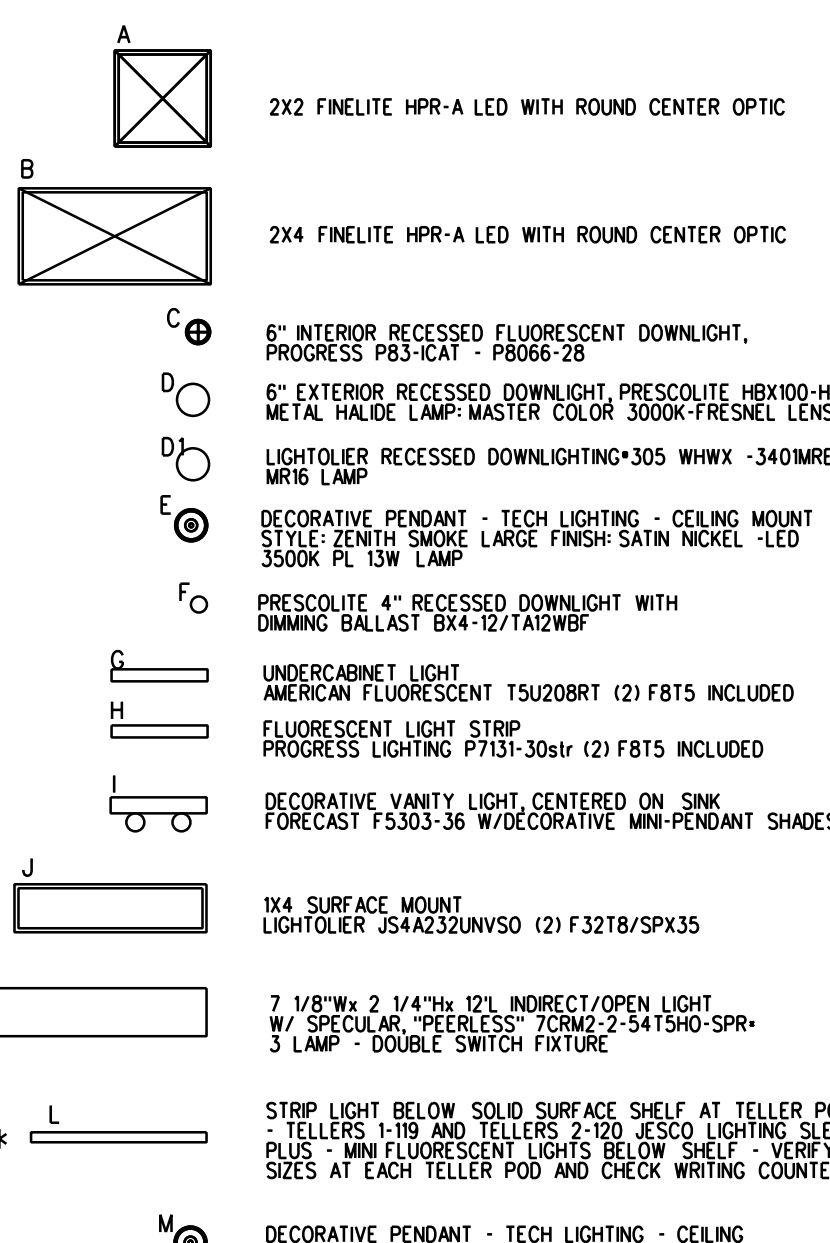 A
2X2 FINELITE HPR-A LED WITH ROUND CENTER OPTIC
B
2X4 FINELITE HPR-A LED WITH ROUND CENTER OPTIC
C
6" INTERIOR RECESSED FLUORESCENT DOWNLIGHT,
PROGRESS P83-ICAT - P8066-28
D
6" EXTERIOR RECESSED DOWNLIGHT, PRESCOLITE HBX100-H
METAL HALIDE LAMP: MASTER COLOR 3000K-FRESNEL LENS
D1
LIGHTOLIER RECESSED DOWNLIGHTING•305 WHWX -3401MRB
MR16 LAMP
E
DECORATIVE PENDANT - TECH LIGHTING - CEILING MOUNT
STYLE: ZENITH SMOKE LARGE FINISH: SATIN NICKEL -LED
3500K PL 13W LAMP
F
PRESCOLITE 4" RECESSED DOWNLIGHT WITH
DIMMING BALLAST BX4-12/TA12WBF
G
UNDERCABINET LIGHT
AMERICAN FLUORESCENT T5U208RT (2) F8T5 INCLUDED
H
FLUORESCENT LIGHT STRIP
PROGRESS LIGHTING P7131-30str (2) F8T5 INCLUDED
I
DECORATIVE VANITY LIGHT, CENTERED ON SINK
FORECAST F5303-36 W/DECORATIVE MINI-PENDANT SHADES
J
1X4 SURFACE MOUNT
LIGHTOLIER JS4A232UNVSO (2) F32T8/SPX35
7 1/8"Wx 2 1/4"Hx 12'L INDIRECT/OPEN LIGHT
W/ SPECULAR, "PEERLESS" 7CRM2-2-54T5HO-SPR*
3 LAMP - DOUBLE SWITCH FIXTURE
L
STRIP LIGHT BELOW SOLID SURFACE SHELF AT TELLER PO
* - TELLERS 1-119 AND TELLERS 2-120 JESCO LIGHTING SLE
PLUS - MINI FLUORESCENT LIGHTS BELOW SHELF - VERIFY
SIZES AT EACH TELLER POD AND CHECK WRITING COUNTE
M
DECORATIVE PENDANT - TECH LIGHTING - CEILING